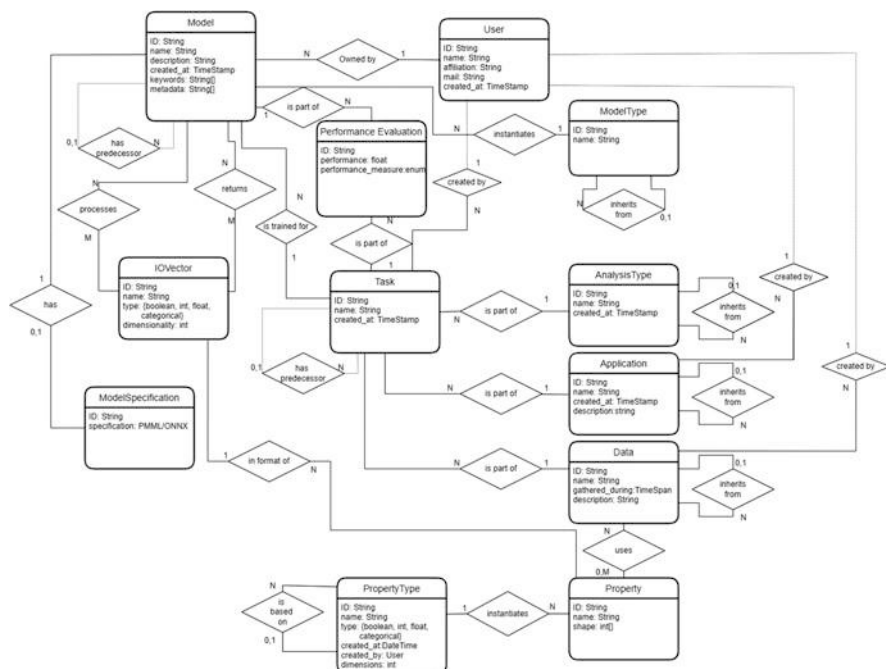 Model
ID: String
name: String
description: String
created_at: TimeStamp
keywords: String[]
metadata: String[]
N
Owned by
1
User
ID: String
name: String
affiliation: String
mail: String
created_at: TimeStamp
1
is part of
N
0,1
has
predecessor
N
Performance Evaluation
ID: String
performance: float
performance_measure:enum
N
instantiates
1
ModelType
ID: String
name: String
N
inherits
from
0,1
N
processes
M
N
returns
M
N
is trained for
1
1
created by
N
N
is part of
1
1
has
0,1
IOVector
ID: String
name: String
type: {boolean, int, float,
categorical}
dimensionality: int
Task
ID: String
name: String
created_at: TimeStamp
N
is part of
1
AnalysisType
ID: String
name: String
created_at: TimeStamp
0,1
inherits
from
N
1
created by
N
0,1
has
predecessor
N
N
is part of
1
Application
ID: String
name: String
created_at: TimeStamp
description:string
0,1
inherits
from
N
1
created by
N
ModelSpecification
ID: String
specification: PMML/ONNX
1
in format of
N
N
is part of
1
Data
ID: String
name: String
gathered_during:TimeSpan
description: String
0,1
inherits
from
N
N
uses
0,M
N
is
based
on
0,1
PropertyType
ID: String
name: String
type: {boolean, int, float,
categorical}
created_at:DateTime
created_by: User
dimensions: int
1
instantiates
N
Property
ID: String
name: String
shape: int[]